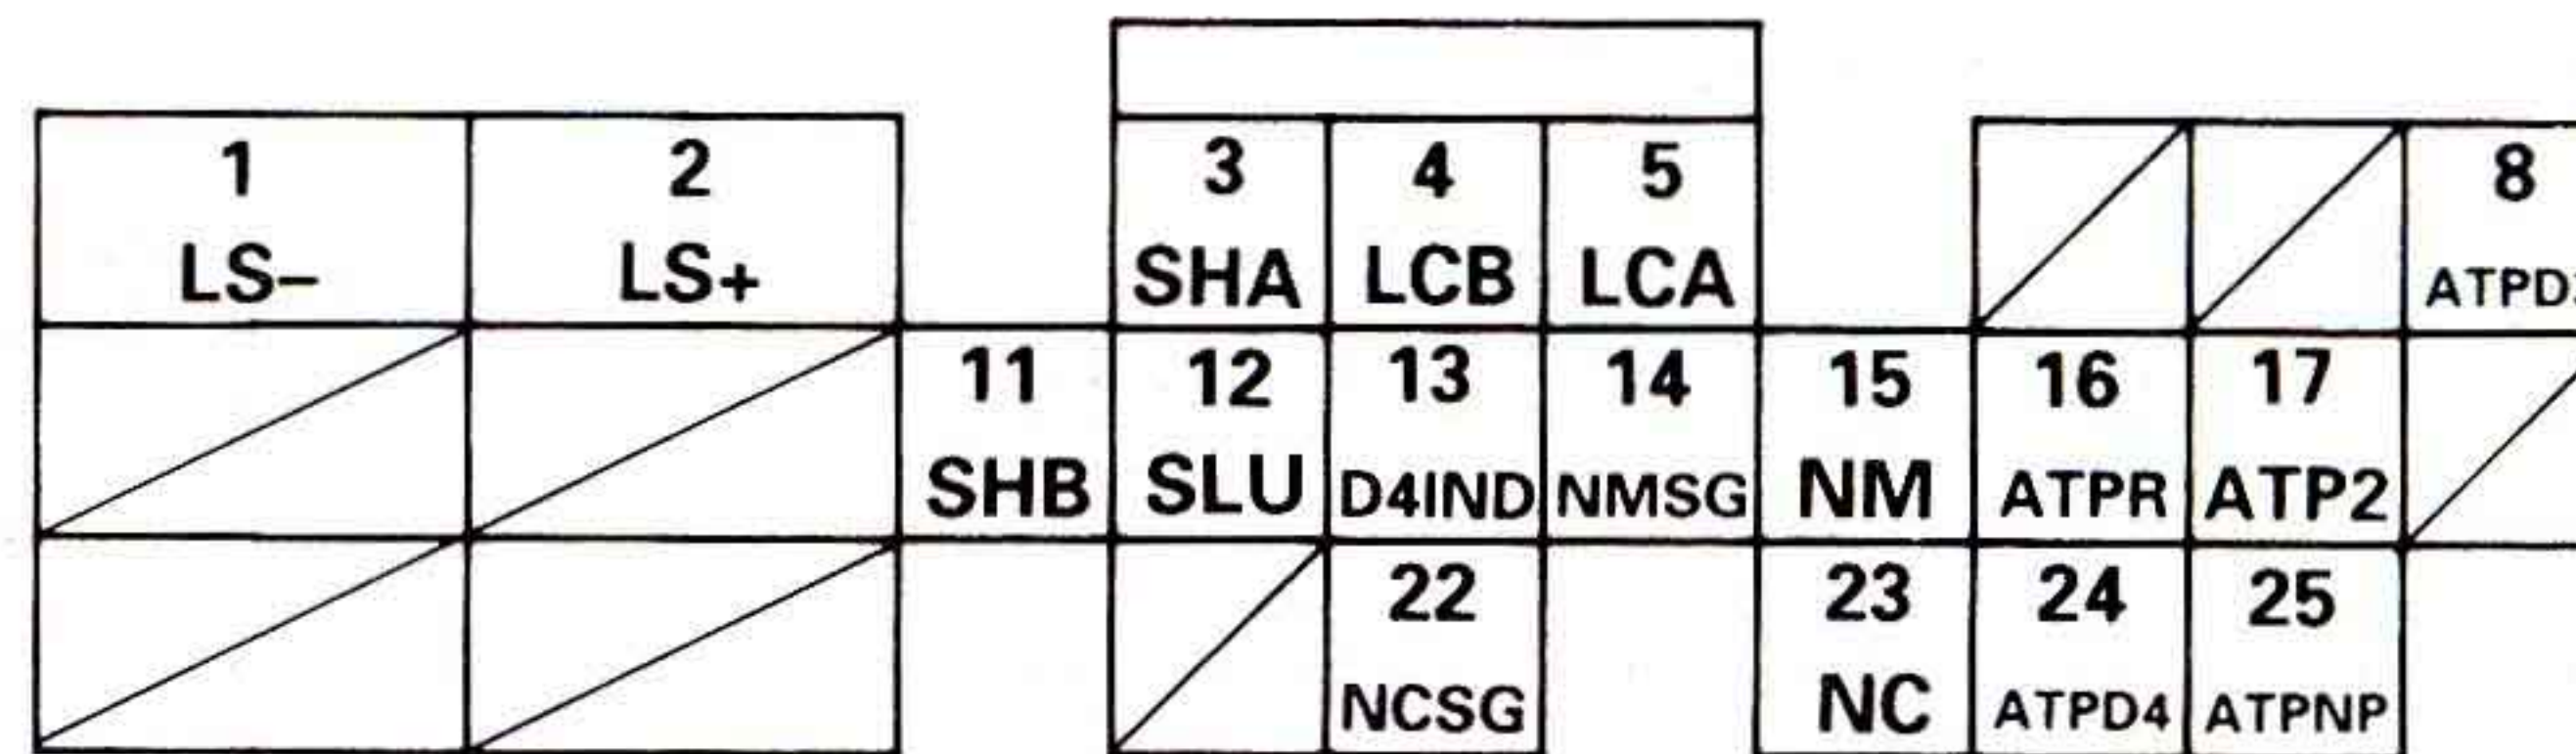 1 2 3 4 5 8
LS– LS+ SHA LCB LCA
11 12 13 14 15 16 17
SHB SLU D4IND NMSG NM ATPR ATP2
22 23 24 25
NCSG NC ATPD4 ATPNP